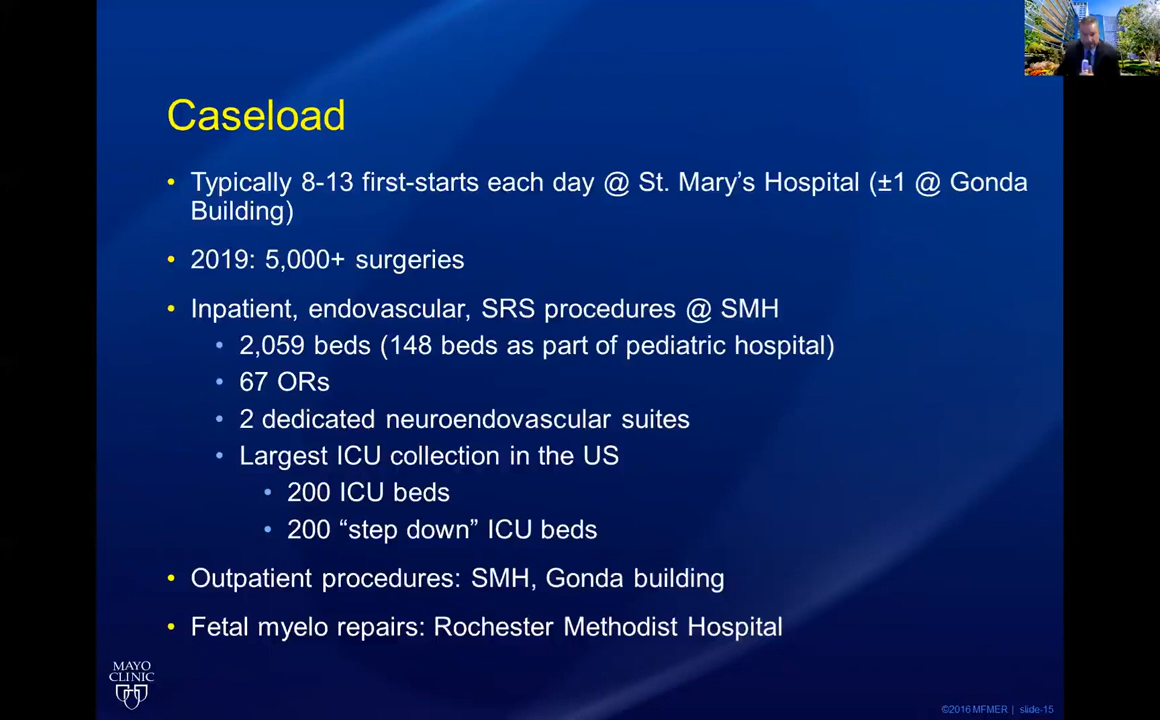 Caseload
• Typically 8-13 first-starts each day @ St. Mary’s Hospital (±1 @ Gonda
Building)
• 2019: 5,000+ surgeries
• Inpatient, endovascular, SRS procedures @ SMH
• 2,059 beds (148 beds as part of pediatric hospital)
• 67 ORs
• 2 dedicated neuroendovascular suites
• Largest ICU collection in the US
• 200 ICU beds
• 200 “step down” ICU beds
• Outpatient procedures: SMH, Gonda building
• Fetal myelo repairs: Rochester Methodist Hospital
MAYO
CLINIC
©2016 MFMER | slide-15